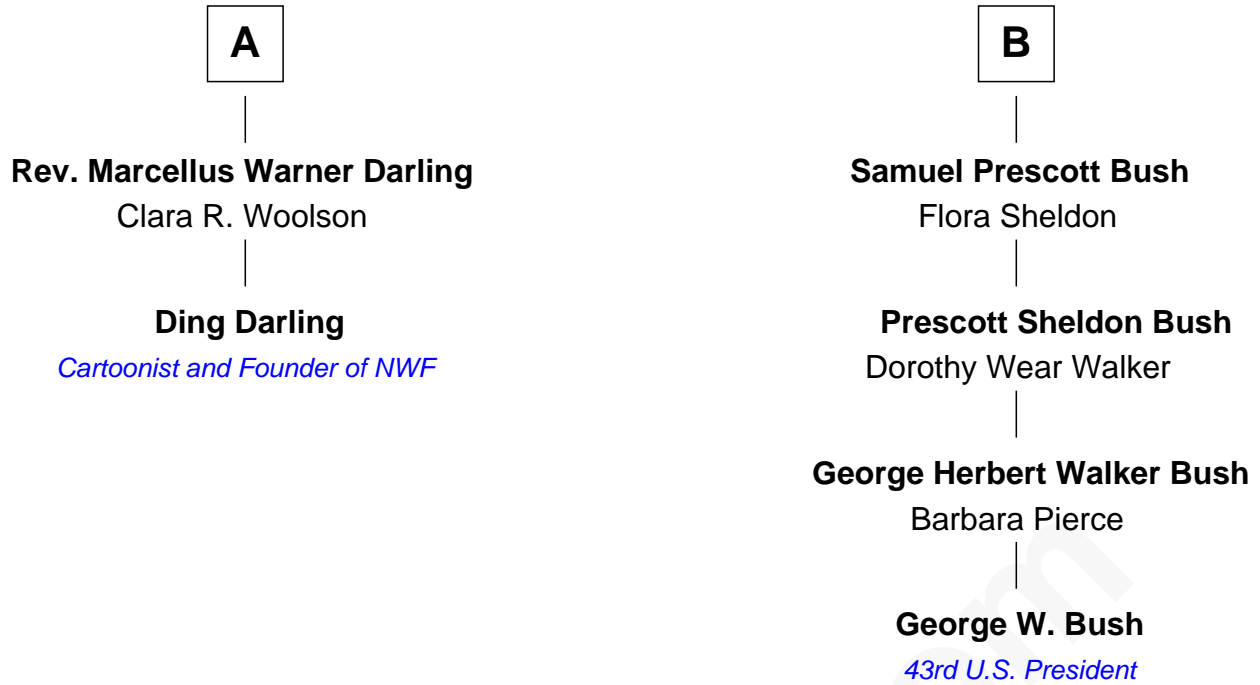 A
Rev. Marcellus Warner Darling
Clara R. Woolson
Ding Darling
Cartoonist and Founder of NWF
B
Samuel Prescott Bush
Flora Sheldon
Prescott Sheldon Bush
Dorothy Wear Walker
George Herbert Walker Bush
Barbara Pierce
George W. Bush
43rd U.S. President